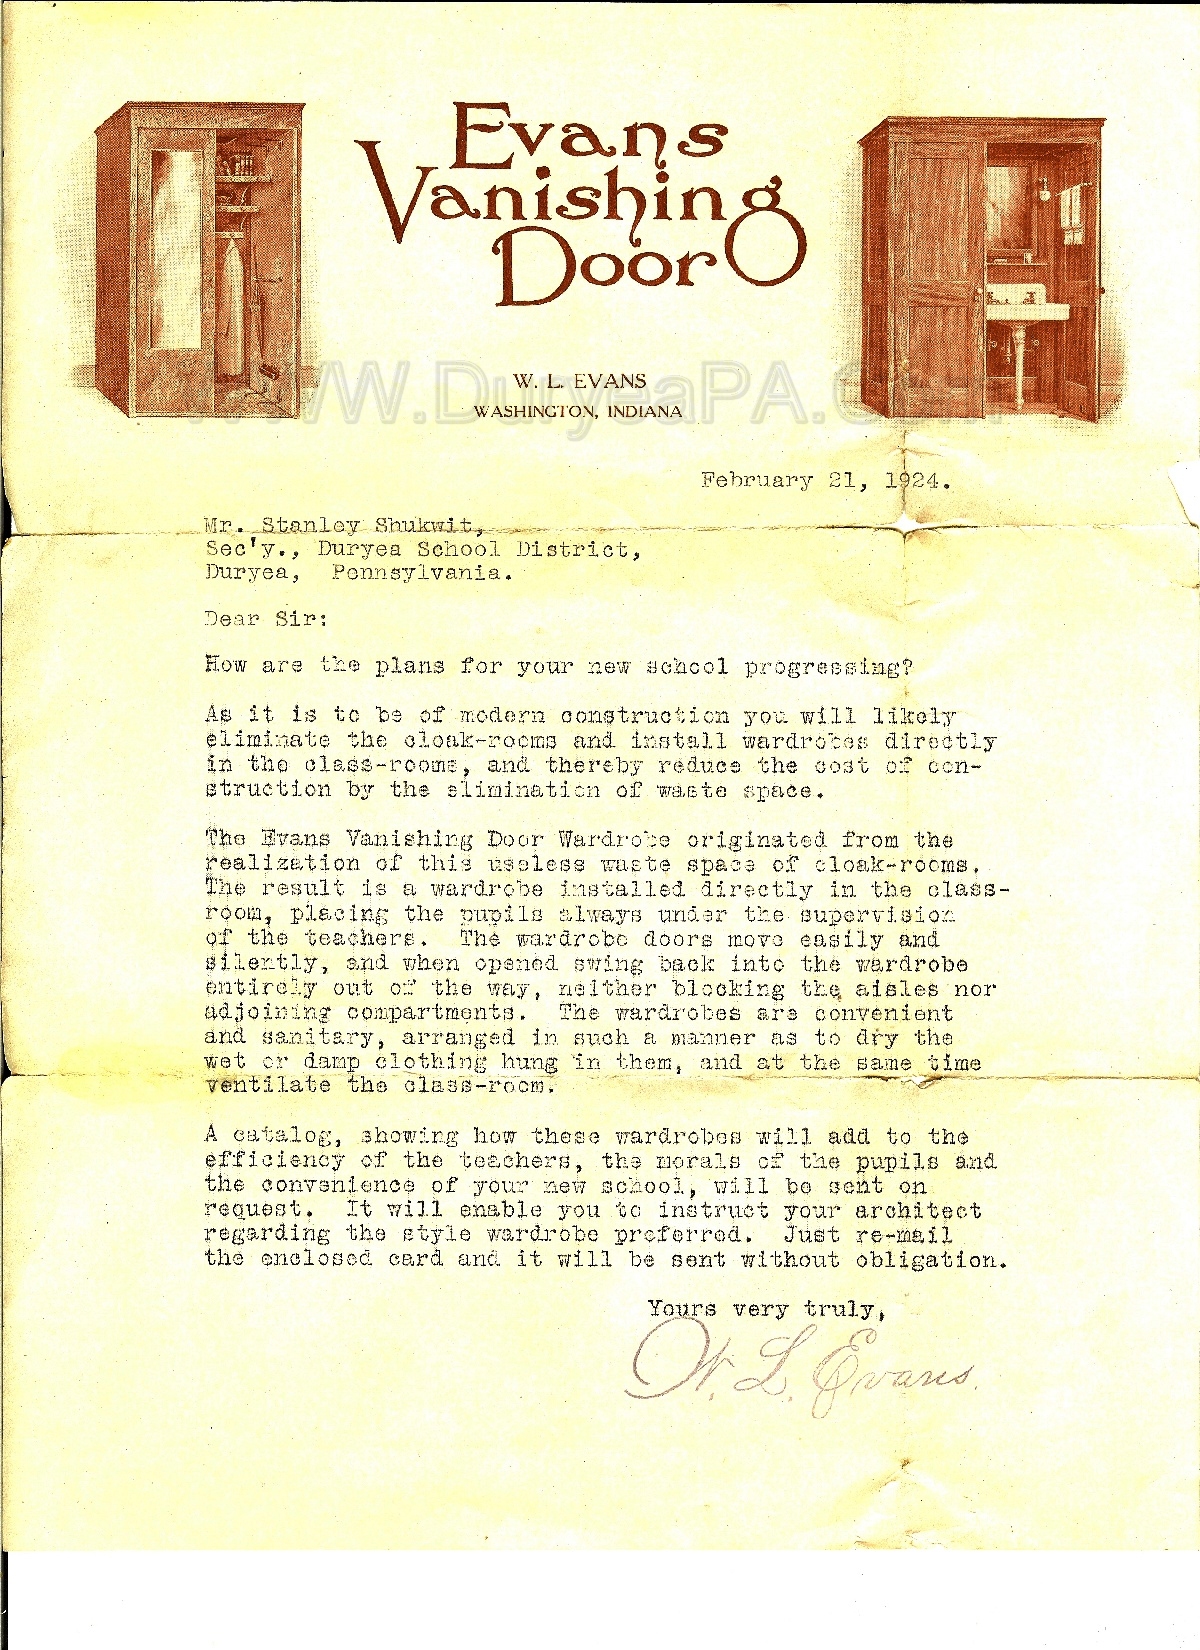 Evans
Vanishing
Door
W. L. EVANS
WASHINGTON, INDIANA
WWW.DuryeaPA.Com
February 21, 1924.
Mr. Stanley Shukwit,
Sec'y., Duryea School District,
Duryea, Pennsylvania.
Dear Sir:
How are the plans for your new school progressing?
As it is to be of modern construction you will likely
eliminate the cloak-rooms and install wardrobes directly
in the class-rooms, and thereby reduce the cost of con-
struction by the elimination of waste space.
The Evans Vanishing Door Wardrobe originated from the
realization of this useless waste space of cloak-rooms.
The result is a wardrobe installed directly in the class-
room, placing the pupils always under the supervision
of the teachers. The wardrobe doors move easily and
silently, and when opened swing back into the wardrobe
entirely out of the way, neither blocking the aisles nor
adjoining compartments. The wardrobes are convenient
and sanitary, arranged in such a manner as to dry the
wet or damp clothing hung in them, and at the same time
ventilate the class-room.
A catalog, showing how these wardrobes will add to the
efficiency of the teachers, the morals of the pupils and
the convenience of your new school, will be sent on
request. It will enable you to instruct your architect
regarding the style wardrobe preferred. Just re-mail
the enclosed card and it will be sent without obligation.
Yours very truly,
W. L. Evans.